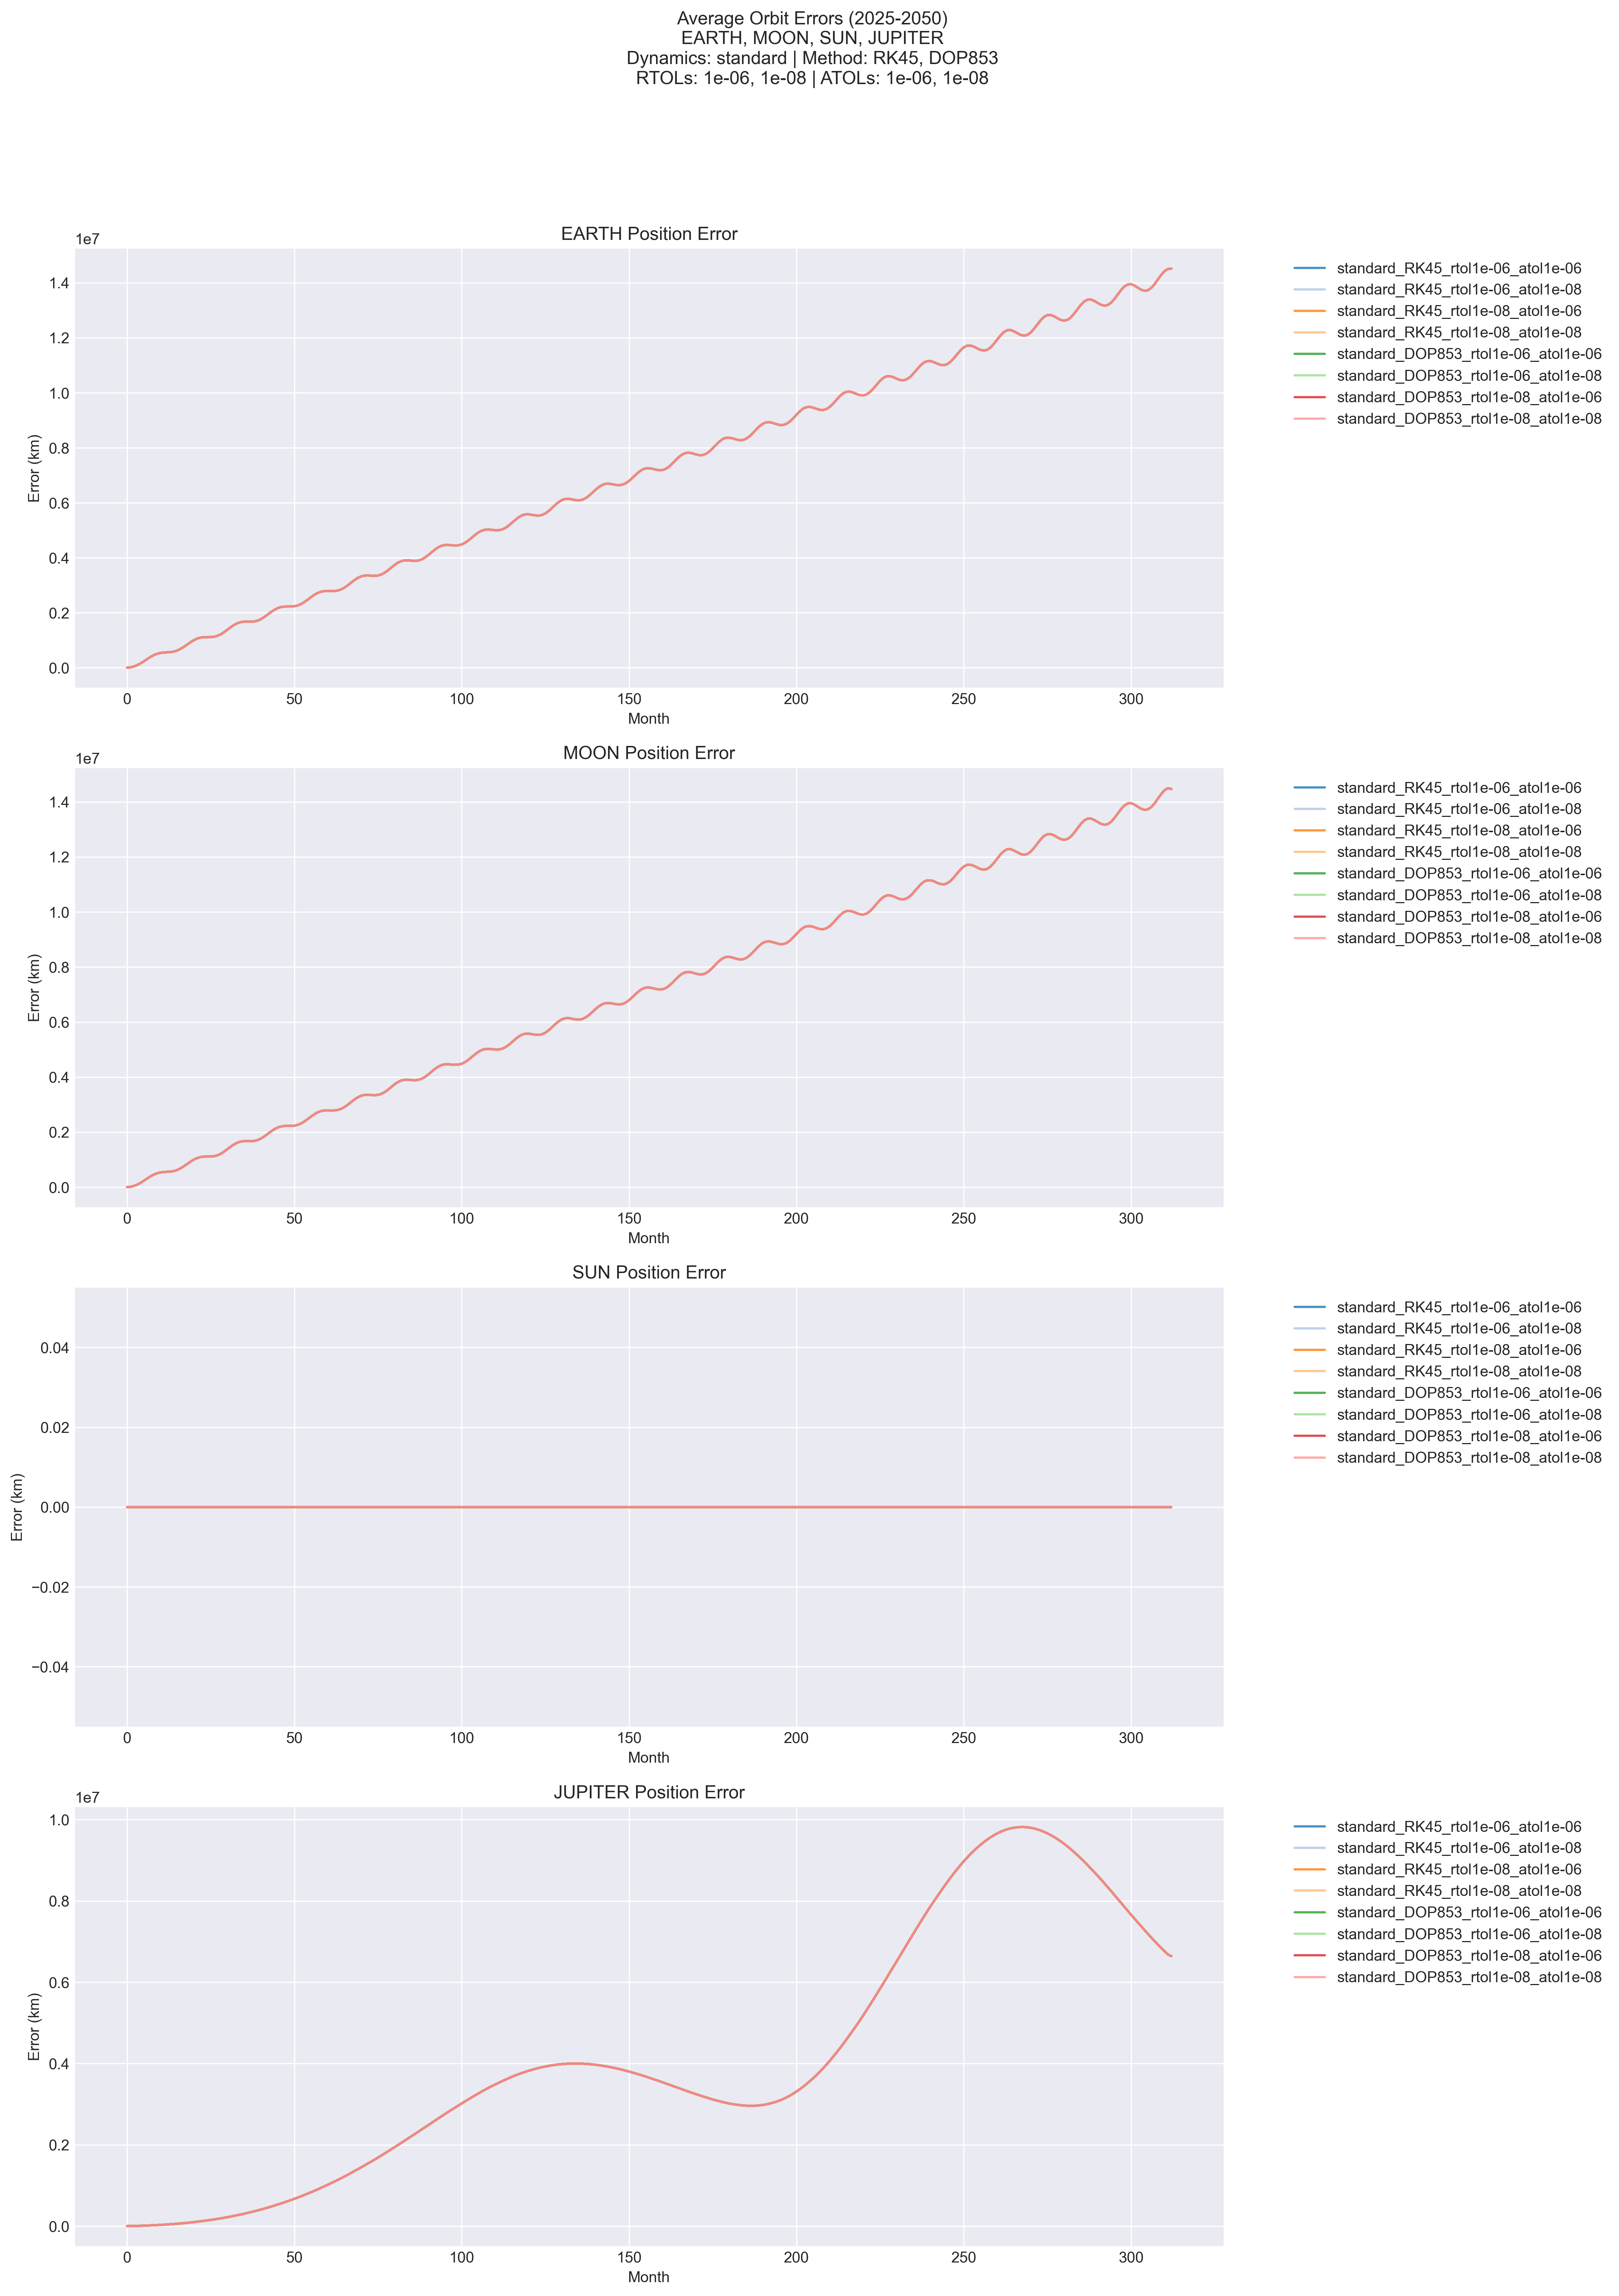 Average Orbit Errors (2025-2050)
EARTH, MOON, SUN, JUPITER
Dynamics: standard | Method: RK45, DOP853
RTOLs: 1e-06, 1e-08 | ATOLs: 1e-06, 1e-08
EARTH Position Error
1e7
1.4
1.2
1.0
0.8
0.6
0.4
0.2
0.0
Error (km)
0 50 100 150 200 250 300
Month
standard_RK45_rtol1e-06_atol1e-06
standard_RK45_rtol1e-06_atol1e-08
standard_RK45_rtol1e-08_atol1e-06
standard_RK45_rtol1e-08_atol1e-08
standard_DOP853_rtol1e-06_atol1e-06
standard_DOP853_rtol1e-06_atol1e-08
standard_DOP853_rtol1e-08_atol1e-06
standard_DOP853_rtol1e-08_atol1e-08
MOON Position Error
1e7
1.4
1.2
1.0
0.8
0.6
0.4
0.2
0.0
Error (km)
0 50 100 150 200 250 300
Month
standard_RK45_rtol1e-06_atol1e-06
standard_RK45_rtol1e-06_atol1e-08
standard_RK45_rtol1e-08_atol1e-06
standard_RK45_rtol1e-08_atol1e-08
standard_DOP853_rtol1e-06_atol1e-06
standard_DOP853_rtol1e-06_atol1e-08
standard_DOP853_rtol1e-08_atol1e-06
standard_DOP853_rtol1e-08_atol1e-08
SUN Position Error
0.04
0.02
0.00
−0.02
−0.04
Error (km)
0 50 100 150 200 250 300
Month
standard_RK45_rtol1e-06_atol1e-06
standard_RK45_rtol1e-06_atol1e-08
standard_RK45_rtol1e-08_atol1e-06
standard_RK45_rtol1e-08_atol1e-08
standard_DOP853_rtol1e-06_atol1e-06
standard_DOP853_rtol1e-06_atol1e-08
standard_DOP853_rtol1e-08_atol1e-06
standard_DOP853_rtol1e-08_atol1e-08
JUPITER Position Error
1e7
1.0
0.8
0.6
0.4
0.2
0.0
Error (km)
0 50 100 150 200 250 300
Month
standard_RK45_rtol1e-06_atol1e-06
standard_RK45_rtol1e-06_atol1e-08
standard_RK45_rtol1e-08_atol1e-06
standard_RK45_rtol1e-08_atol1e-08
standard_DOP853_rtol1e-06_atol1e-06
standard_DOP853_rtol1e-06_atol1e-08
standard_DOP853_rtol1e-08_atol1e-06
standard_DOP853_rtol1e-08_atol1e-08